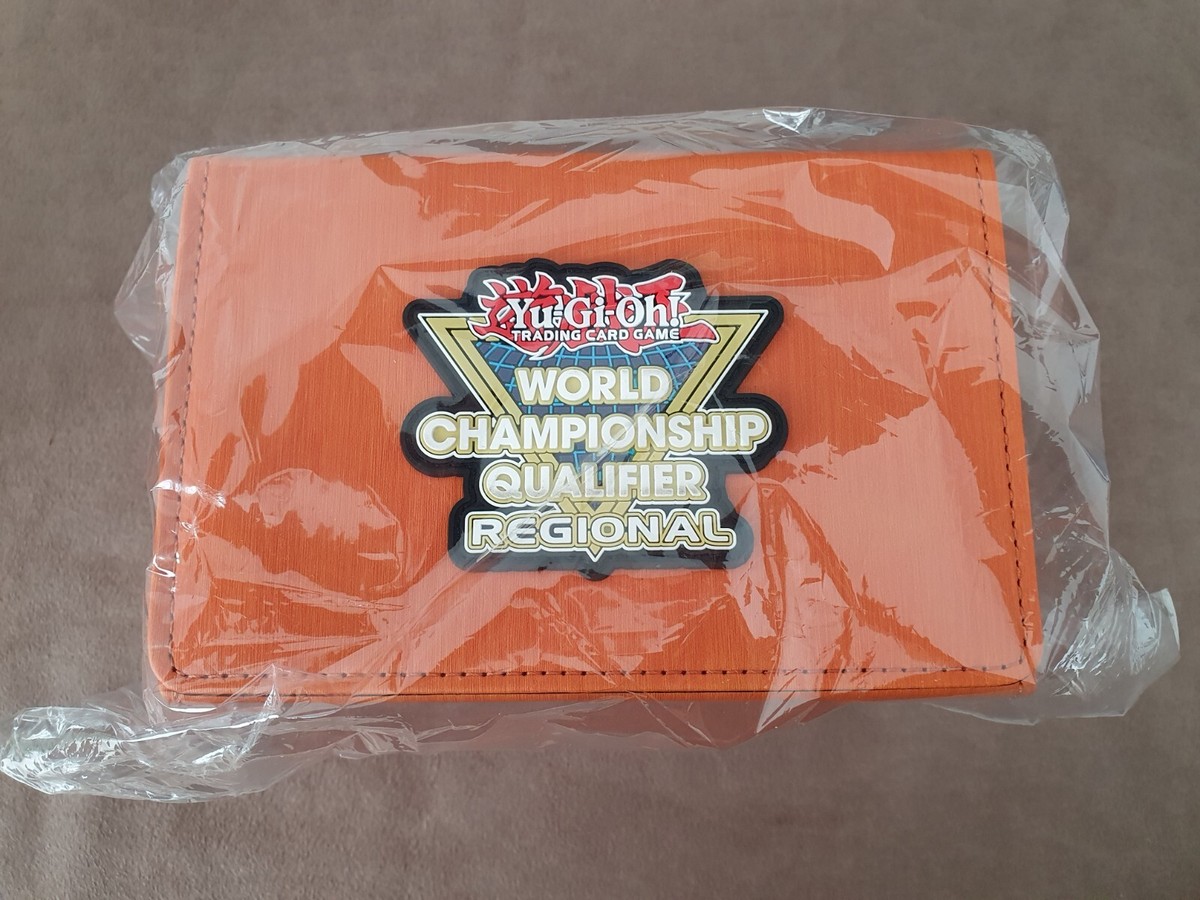 Yu-Gi-Oh!
TRADING CARD GAME
WORLD
CHAMPIONSHIP
QUALIFIER
REGIONAL